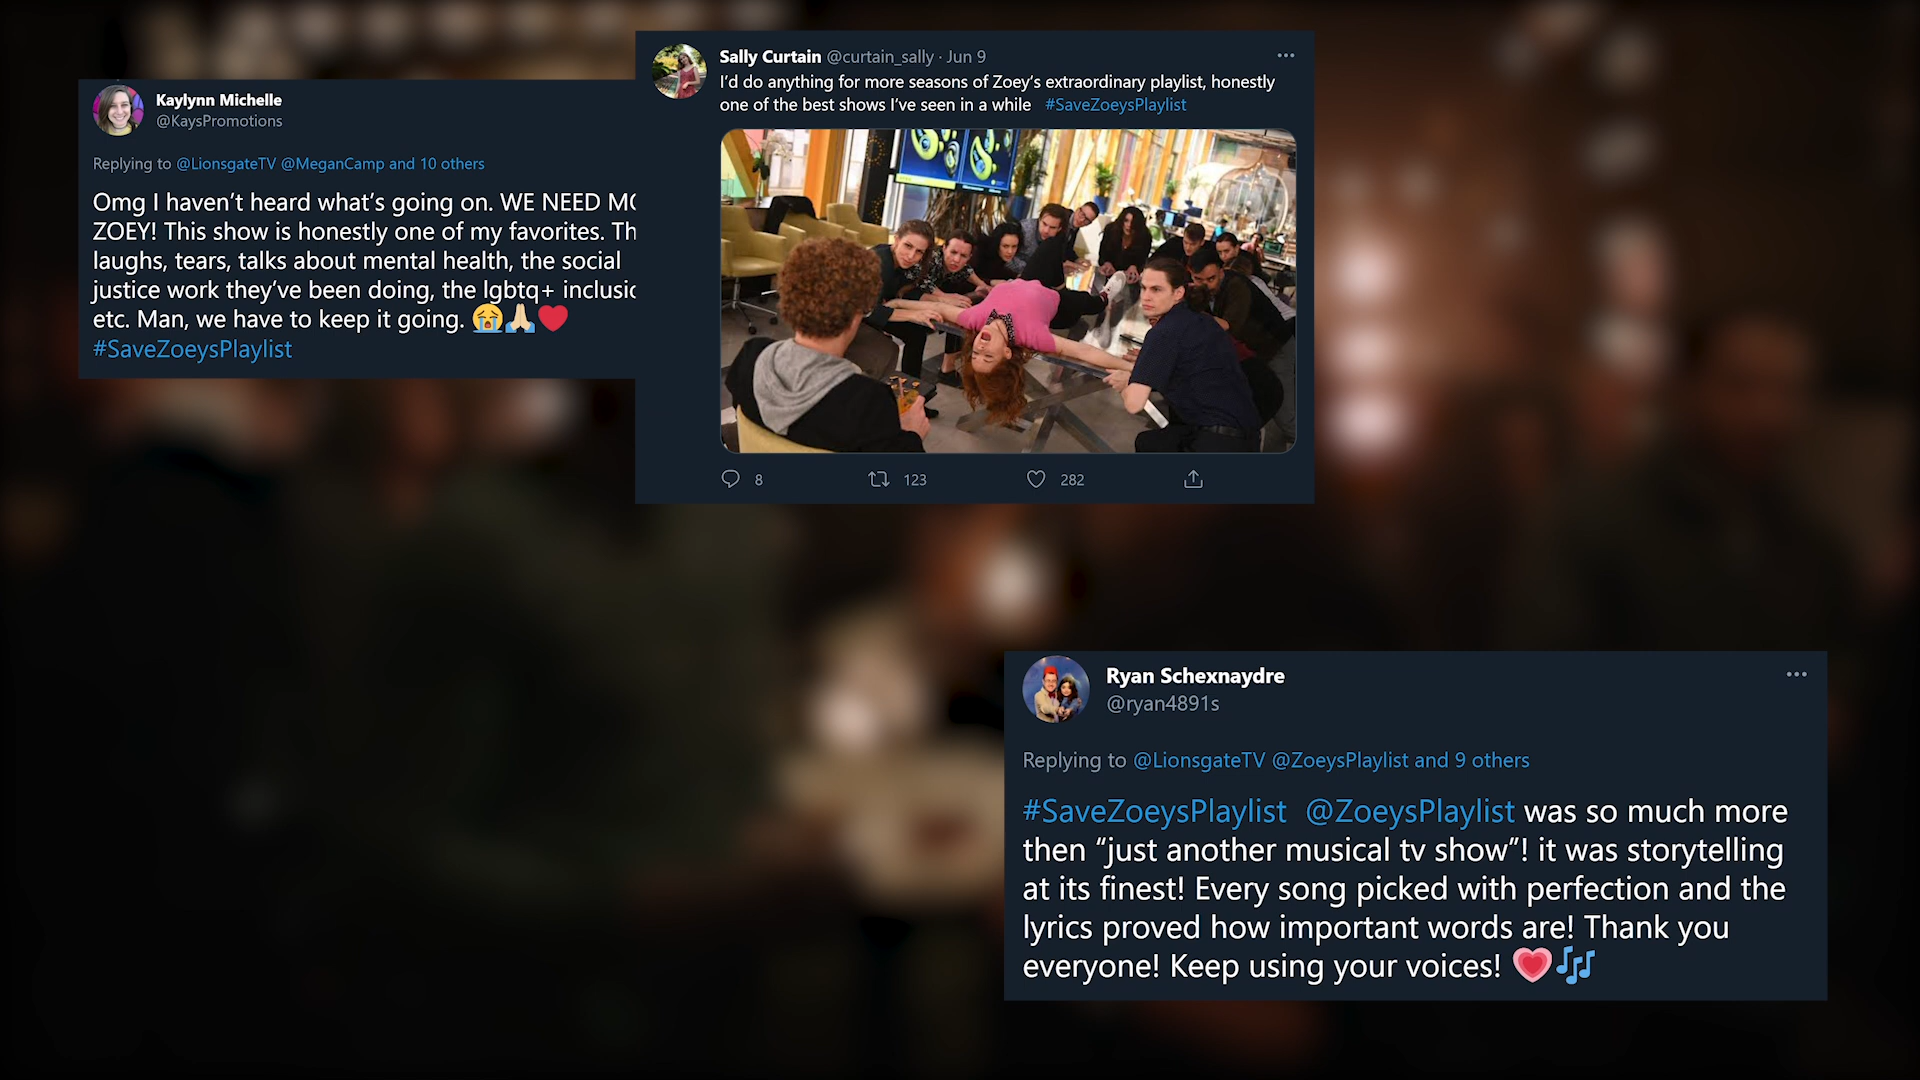 Kaylynn Michelle
@KaysPromotions
Replying to @LionsgateTV @MeganCamp and 10 others
Omg I haven’t heard what’s going on. WE NEED
ZOEY! This show is honestly one of my favorites.
laughs, tears, talks about mental health, the social
justice work they’ve been doing, the lgbtq+
etc. Man, we have to keep it going. 😭🙏🏻❤️
#SaveZoeysPlaylist
Sally Curtain @curtain_sally · Jun 9
I’d do anything for more seasons of Zoey’s extraordinary playlist, honestly
one of the best shows I’ve seen in a while #SaveZoeysPlaylist
8 123 282
Ryan Schexnaydre
@ryan4891s
Replying to @LionsgateTV @ZoeysPlaylist and 9 others
#SaveZoeysPlaylist @ZoeysPlaylist was so much more
then “just another musical tv show”! it was storytelling
at its finest! Every song picked with perfection and the
lyrics proved how important words are! Thank you
everyone! Keep using your voices! 💗🎶